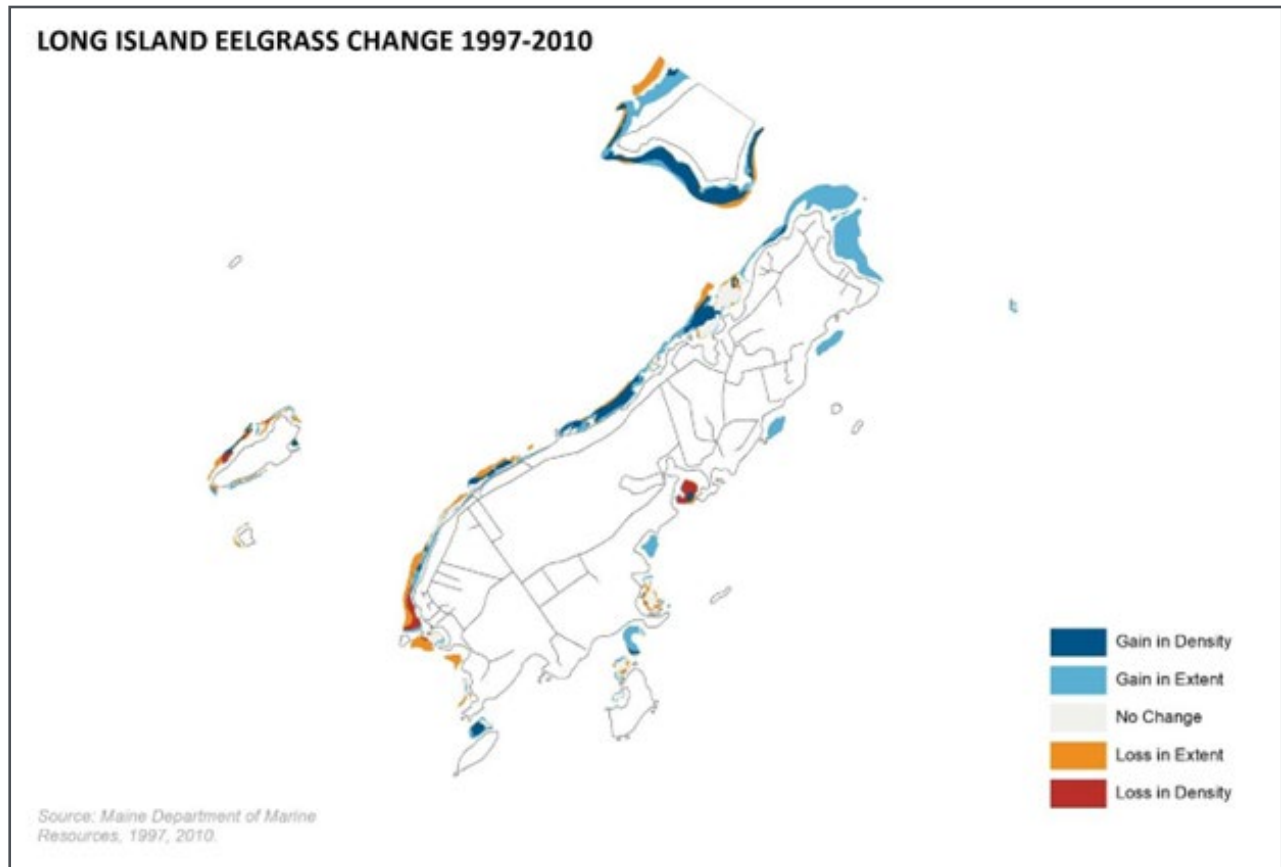 LONG ISLAND EELGRASS CHANGE 1997-2010
Gain in Density
Gain in Extent
No Change
Loss in Extent
Loss in Density
Source: Maine Department of Marine
Resources, 1997, 2010.